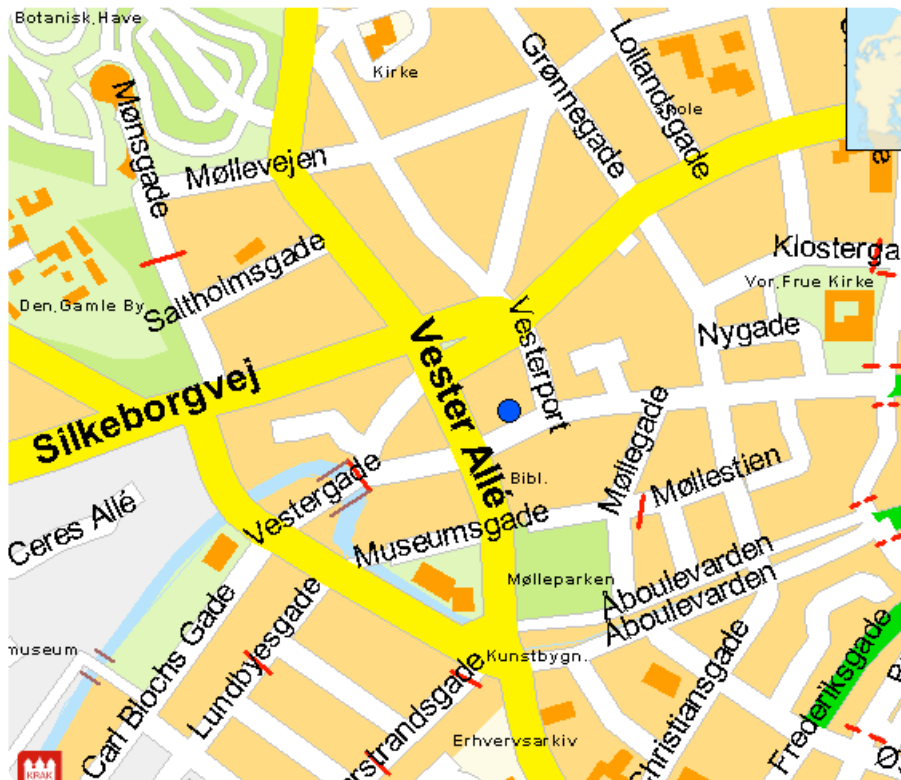 Botanisk.Have
Kirke
Grønnegade
Lollandsgade
Mønsgade
Møllevejen
Klosterga
Den.Gamle By
Saltholmsgade
Vor.Frue Kirke
Vesterport
Nygade
Silkeborgvej
Vester Allé
Møllegade
Bibl.
Møllestien
Vestergade
Ceres Allé
Museumsgade
Mølleparken
Åboulevarden
Åboulevarden
museum
Kunstbygn.
Carl Blochs Gade
Lundbyesgade
erstrandsgade
Christiansgade
Frederiksgade
Erhvervsarkiv
KRAK